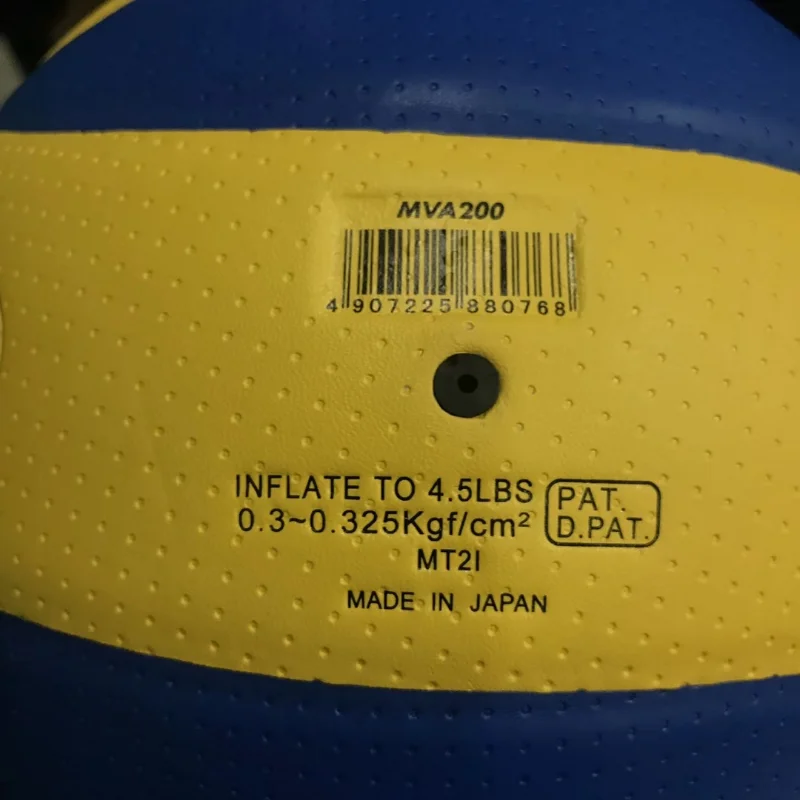 MVA200
4 907225 880768
INFLATE TO 4.5LBS
0.3~0.325Kgf/cm²
PAT.
D.PAT.
MT2I
MADE IN JAPAN